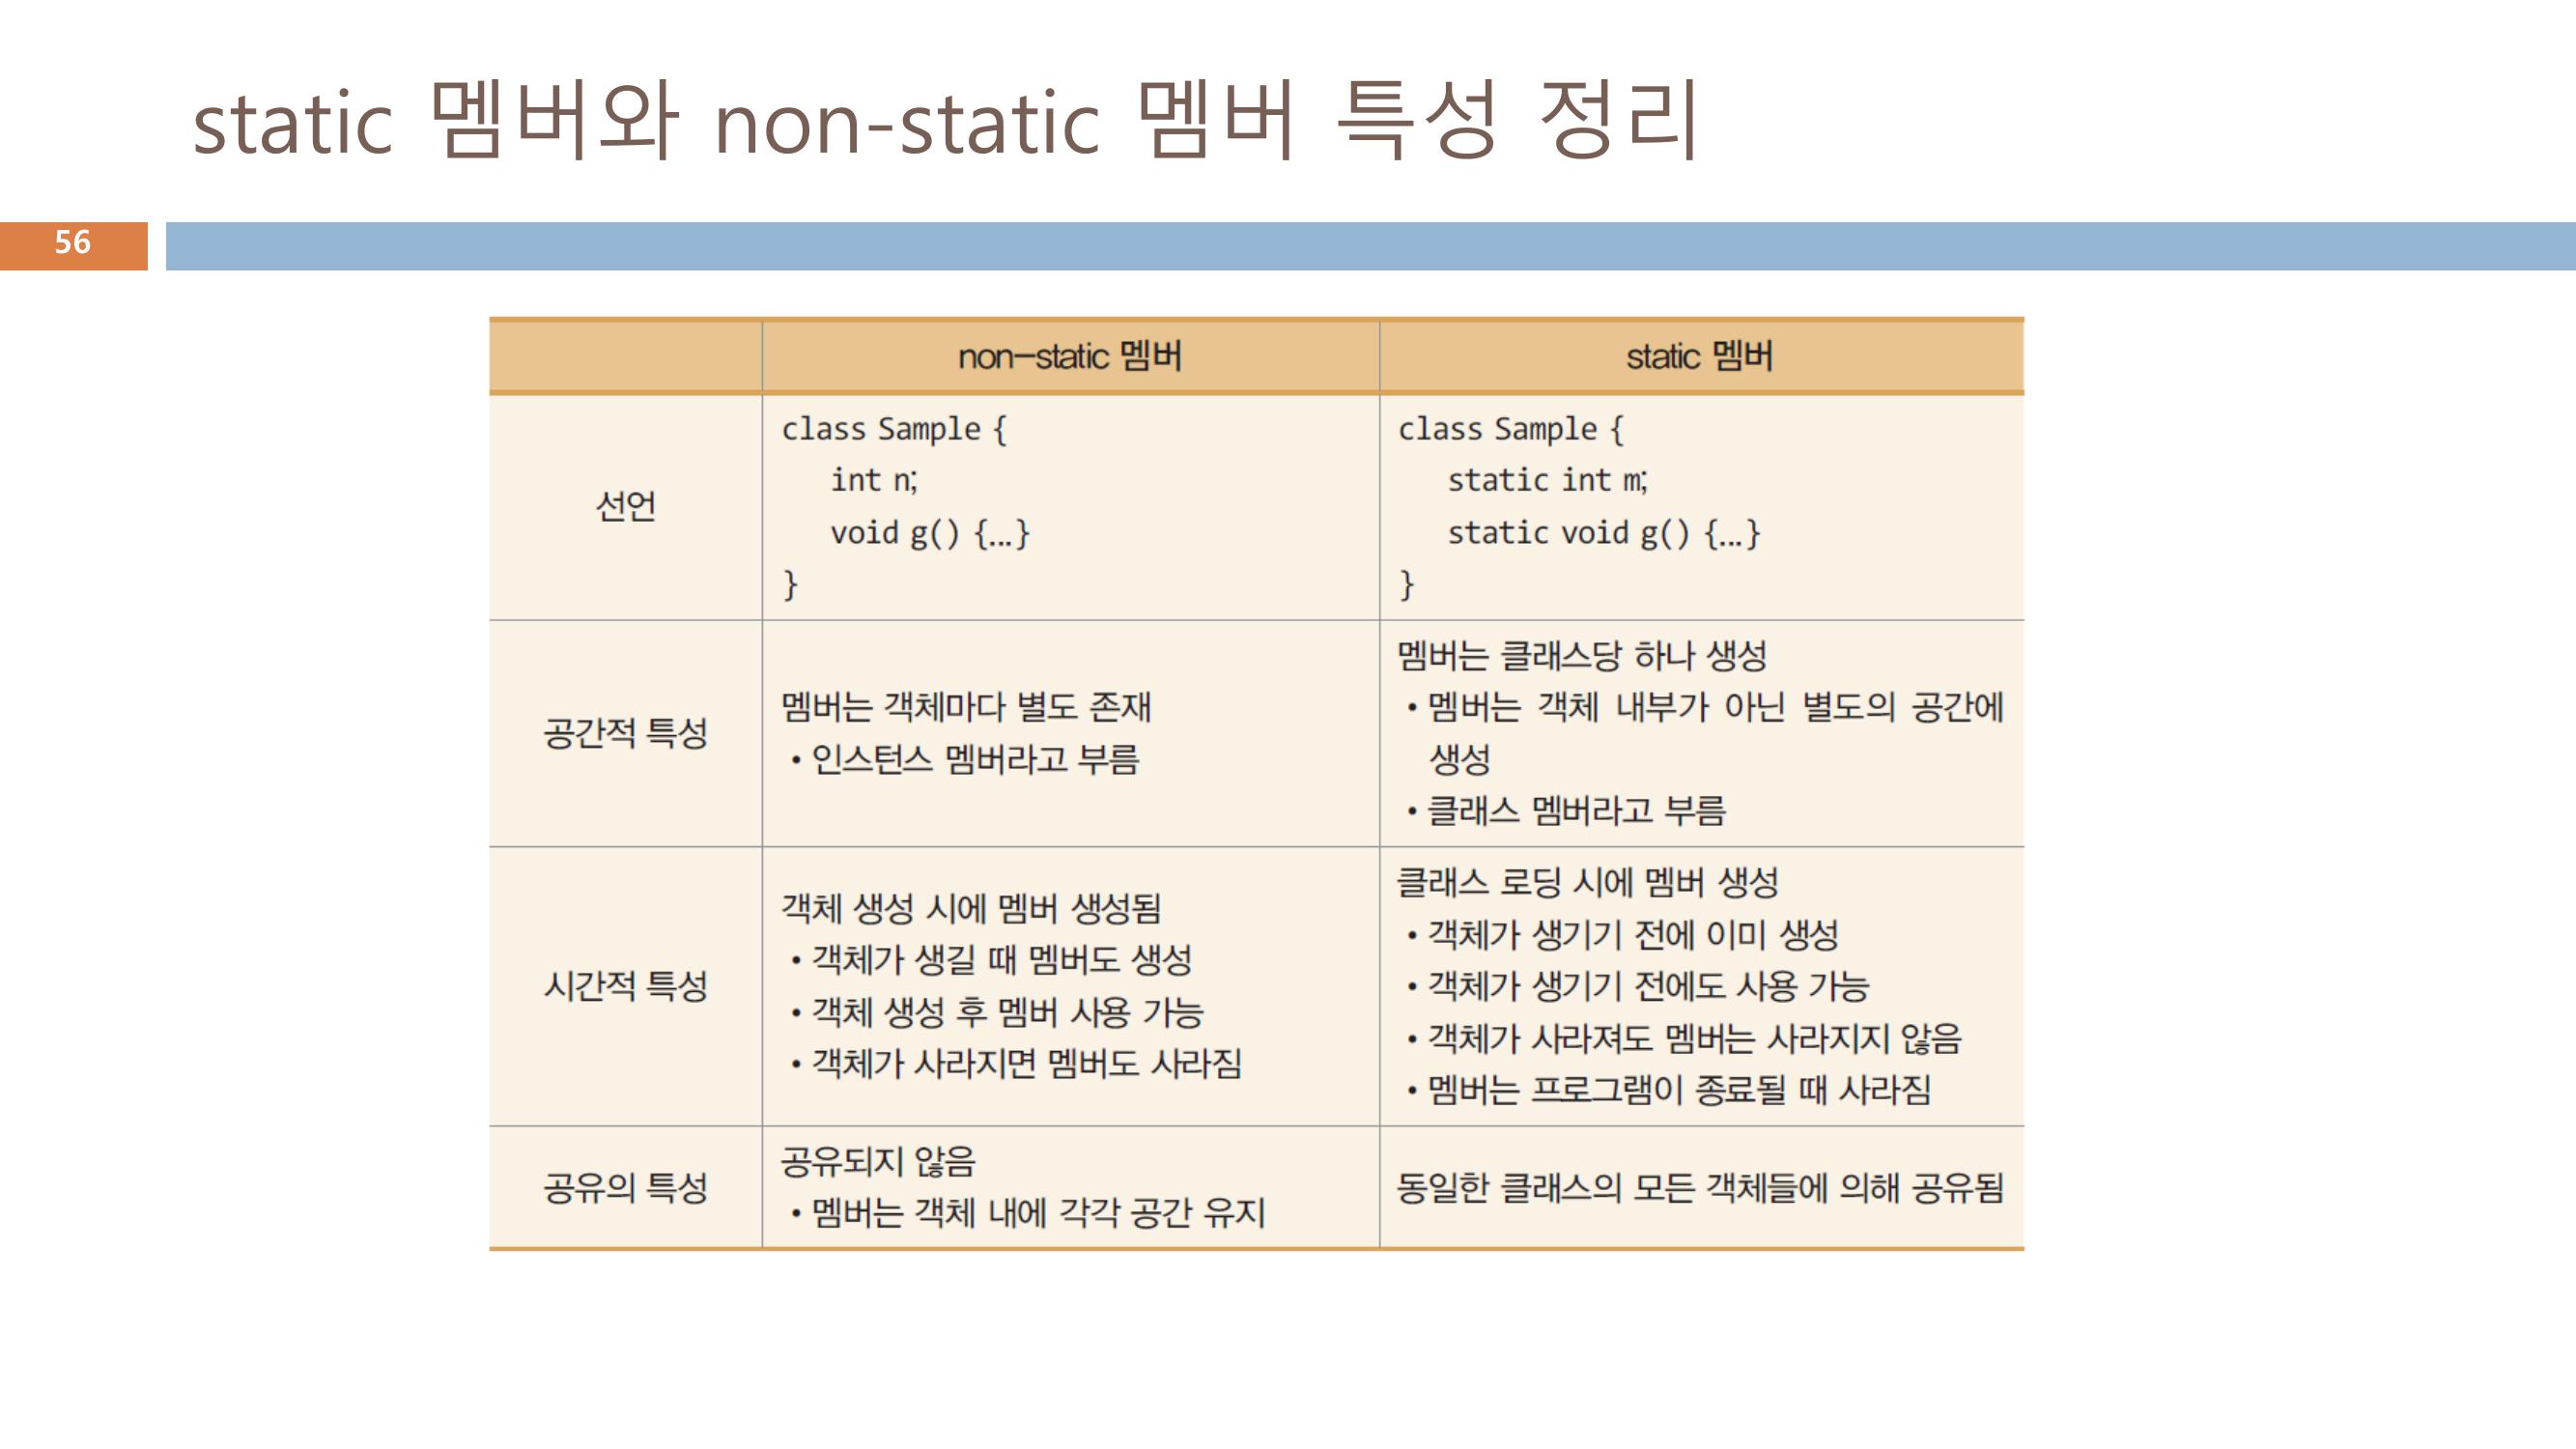 static 멤버와 non-static 멤버 특성 정리
56
non-static 멤버
static 멤버
선언
class Sample {
int n;
void g() {...}
}
class Sample {
static int m;
static void g() {...}
}
공간적 특성
멤버는 객체마다 별도 존재
• 인스턴스 멤버라고 부름
멤버는 클래스당 하나 생성
• 멤버는 객체 내부가 아닌 별도의 공간에
생성
• 클래스 멤버라고 부름
시간적 특성
객체 생성 시에 멤버 생성됨
• 객체가 생길 때 멤버도 생성
• 객체 생성 후 멤버 사용 가능
• 객체가 사라지면 멤버도 사라짐
클래스 로딩 시에 멤버 생성
• 객체가 생기기 전에 이미 생성
• 객체가 생기기 전에도 사용 가능
• 객체가 사라져도 멤버는 사라지지 않음
• 멤버는 프로그램이 종료될 때 사라짐
공유의 특성
공유되지 않음
• 멤버는 객체 내에 각각 공간 유지
동일한 클래스의 모든 객체들에 의해 공유됨